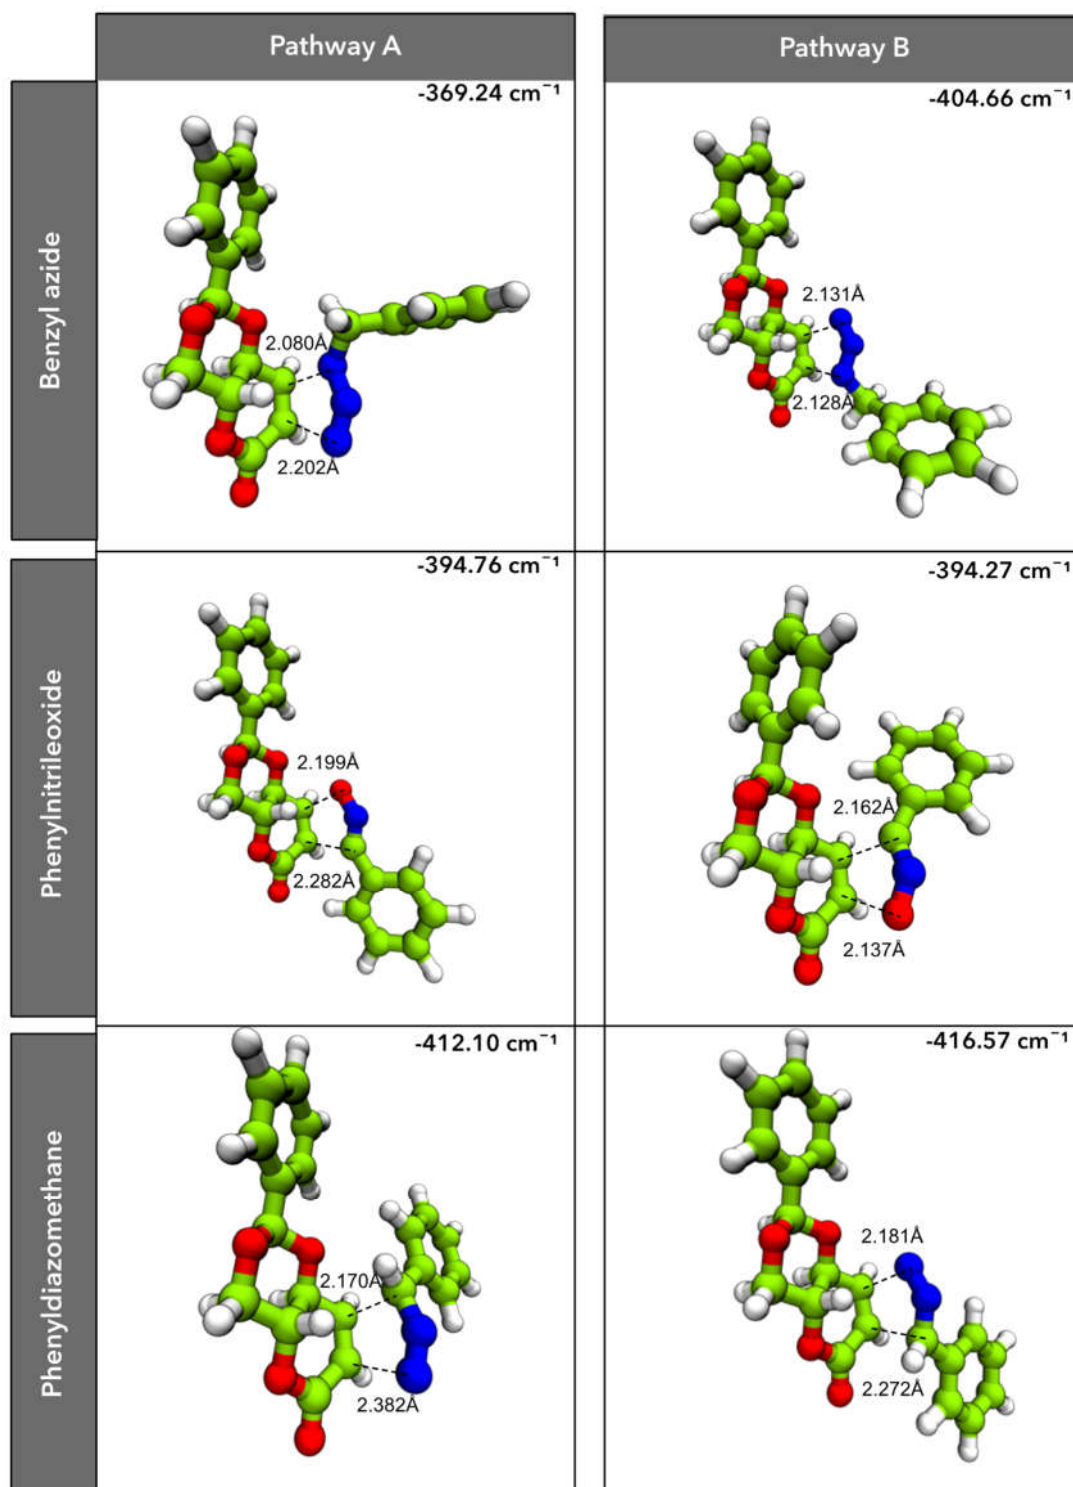 Pathway A
Pathway B
Benzyl azide
-369.24 cm⁻¹
2.080Å
2.202Å
-404.66 cm⁻¹
2.131Å
2.128Å
Phenylnitrileoxide
-394.76 cm⁻¹
2.199Å
2.282Å
-394.27 cm⁻¹
2.162Å
2.137Å
Phenyldiazomethane
-412.10 cm⁻¹
2.170Å
2.382Å
-416.57 cm⁻¹
2.181Å
2.272Å